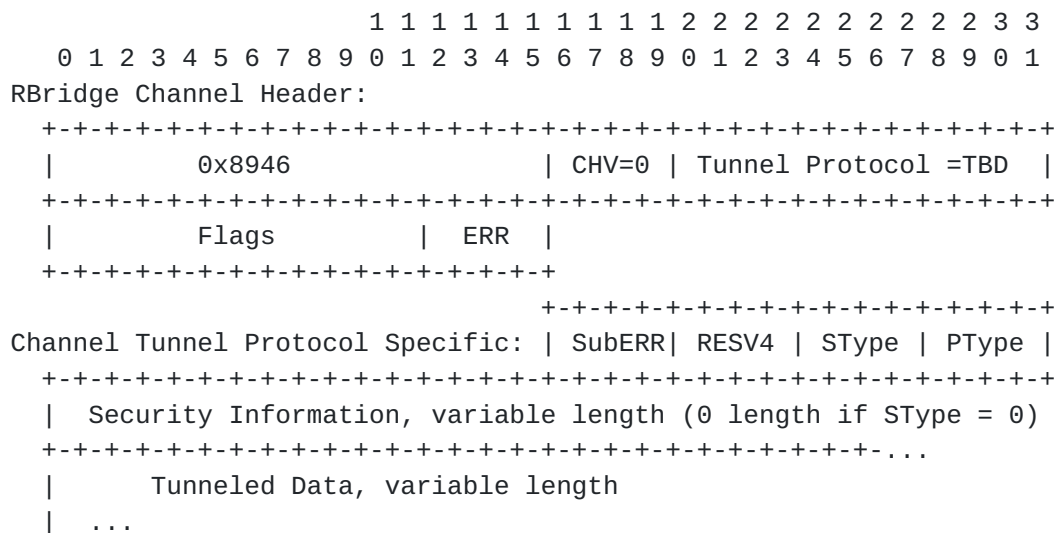 1 1 1 1 1 1 1 1 1 1 2 2 2 2 2 2 2 2 2 2 3 3
   0 1 2 3 4 5 6 7 8 9 0 1 2 3 4 5 6 7 8 9 0 1 2 3 4 5 6 7 8 9 0 1
RBridge Channel Header:
  +-+-+-+-+-+-+-+-+-+-+-+-+-+-+-+-+-+-+-+-+-+-+-+-+-+-+-+-+-+-+-+-+
  |         0x8946                | CHV=0 | Tunnel Protocol =TBD  |
  +-+-+-+-+-+-+-+-+-+-+-+-+-+-+-+-+-+-+-+-+-+-+-+-+-+-+-+-+-+-+-+-+
  |         Flags         |  ERR  |
  +-+-+-+-+-+-+-+-+-+-+-+-+-+-+-+-+
                                  +-+-+-+-+-+-+-+-+-+-+-+-+-+-+-+-+
Channel Tunnel Protocol Specific: | SubERR| RESV4 | SType | PType |
  +-+-+-+-+-+-+-+-+-+-+-+-+-+-+-+-+-+-+-+-+-+-+-+-+-+-+-+-+-+-+-+-+
  |  Security Information, variable length (0 length if SType = 0)
  +-+-+-+-+-+-+-+-+-+-+-+-+-+-+-+-+-+-+-+-+-+-+-+-+-+-+-...
  |      Tunneled Data, variable length
  |  ...